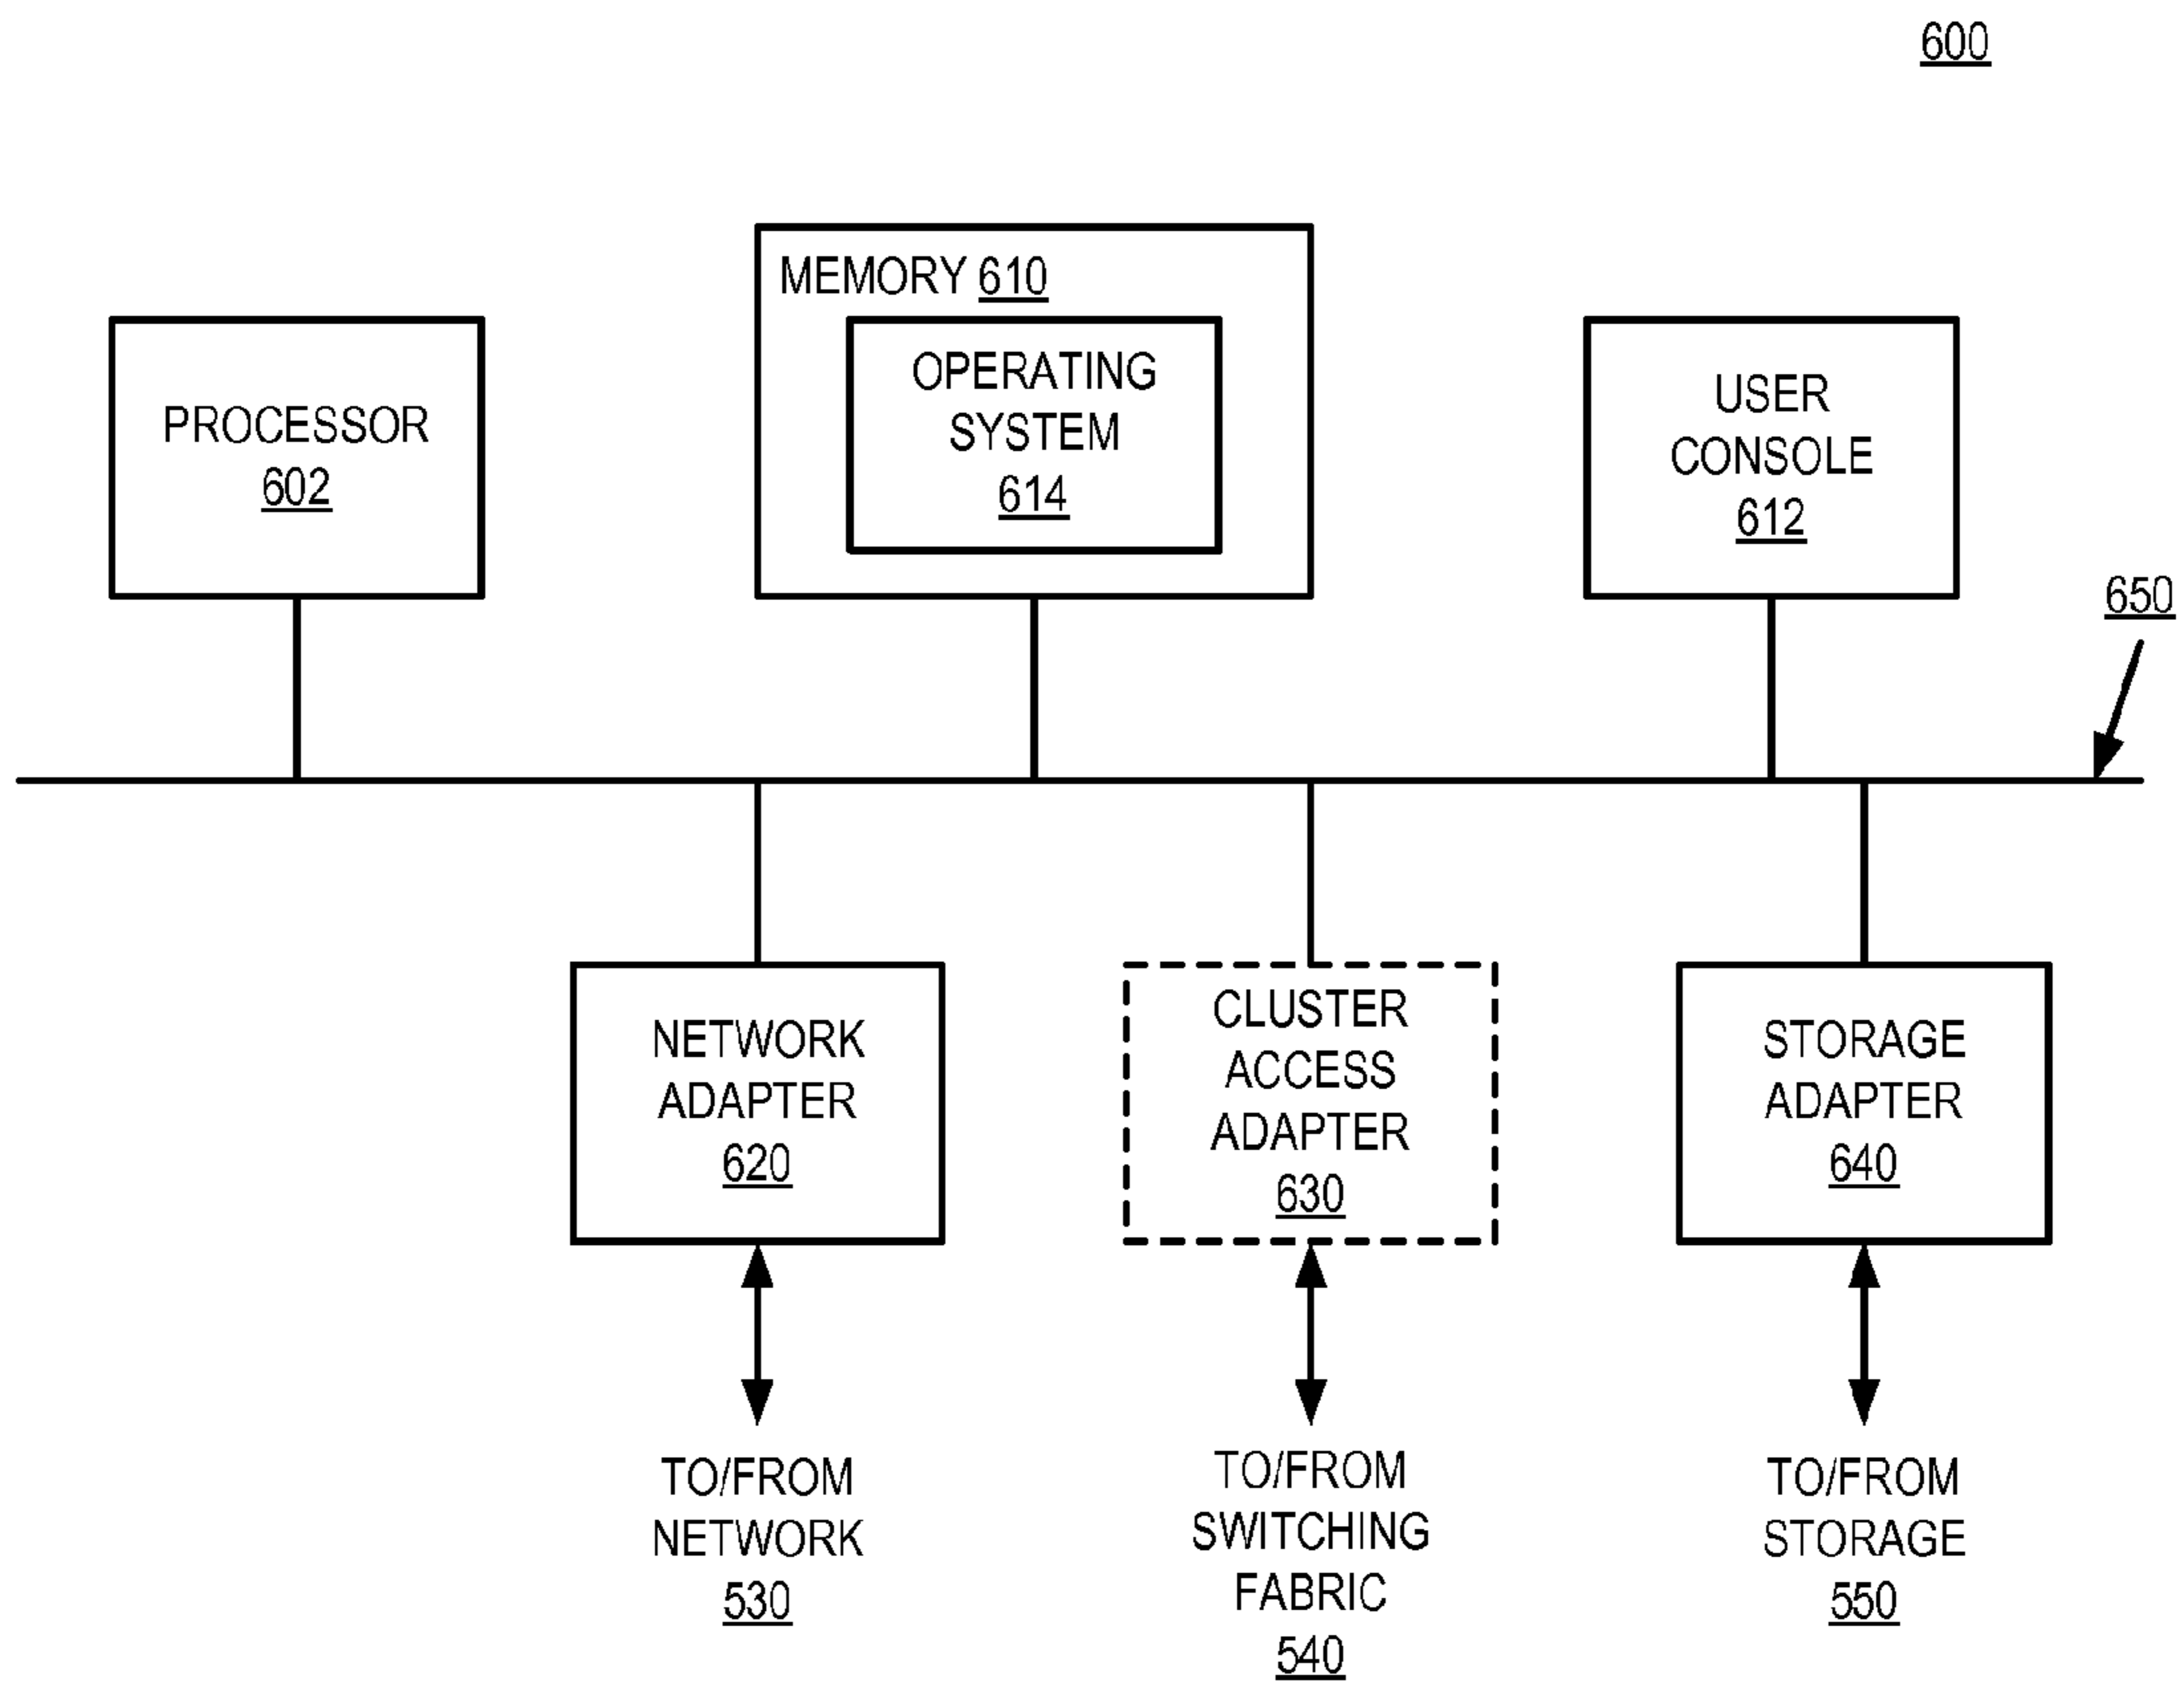 600
MEMORY 610
OPERATING
SYSTEM
614
PROCESSOR
602
USER
CONSOLE
612
650
NETWORK
ADAPTER
620
CLUSTER
ACCESS
ADAPTER
630
STORAGE
ADAPTER
640
TO/FROM
NETWORK
530
TO/FROM
SWITCHING
FABRIC
540
TO/FROM
STORAGE
550